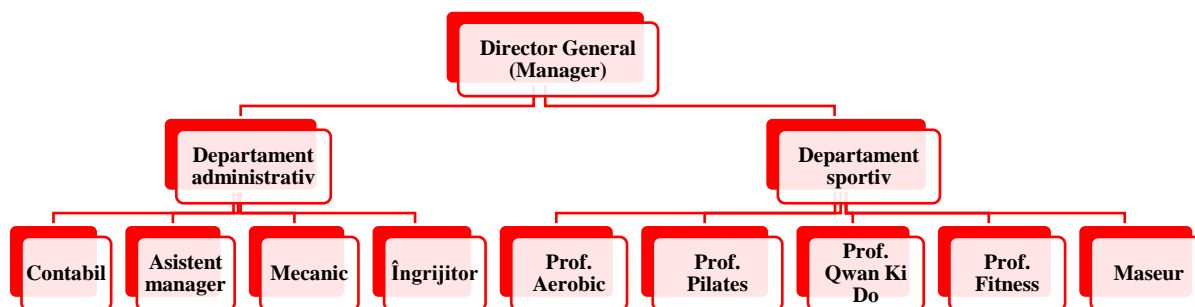 Director General
(Manager)
Departament
administrativ
Departament
sportiv
Contabil
Asistent
manager
Mecanic
Îngrijitor
Prof.
Aerobic
Prof.
Pilates
Prof.
Qwan Ki
Do
Prof.
Fitness
Maseur